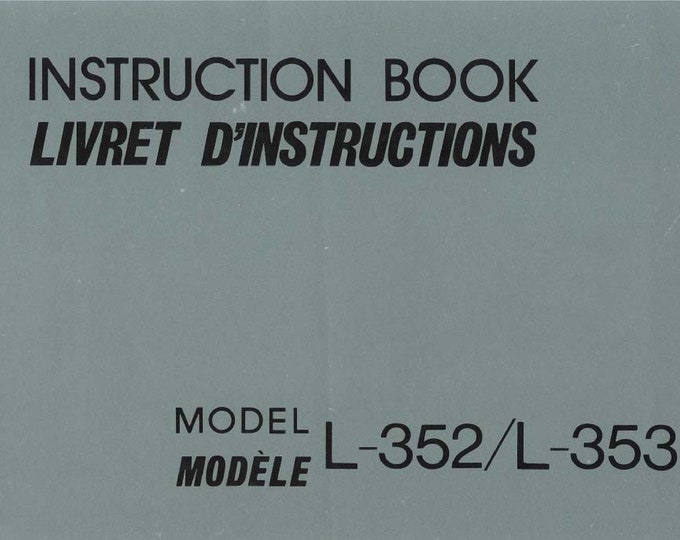 INSTRUCTION BOOK
LIVRET D'INSTRUCTIONS
MODEL
MODÈLE
L-352/L-353